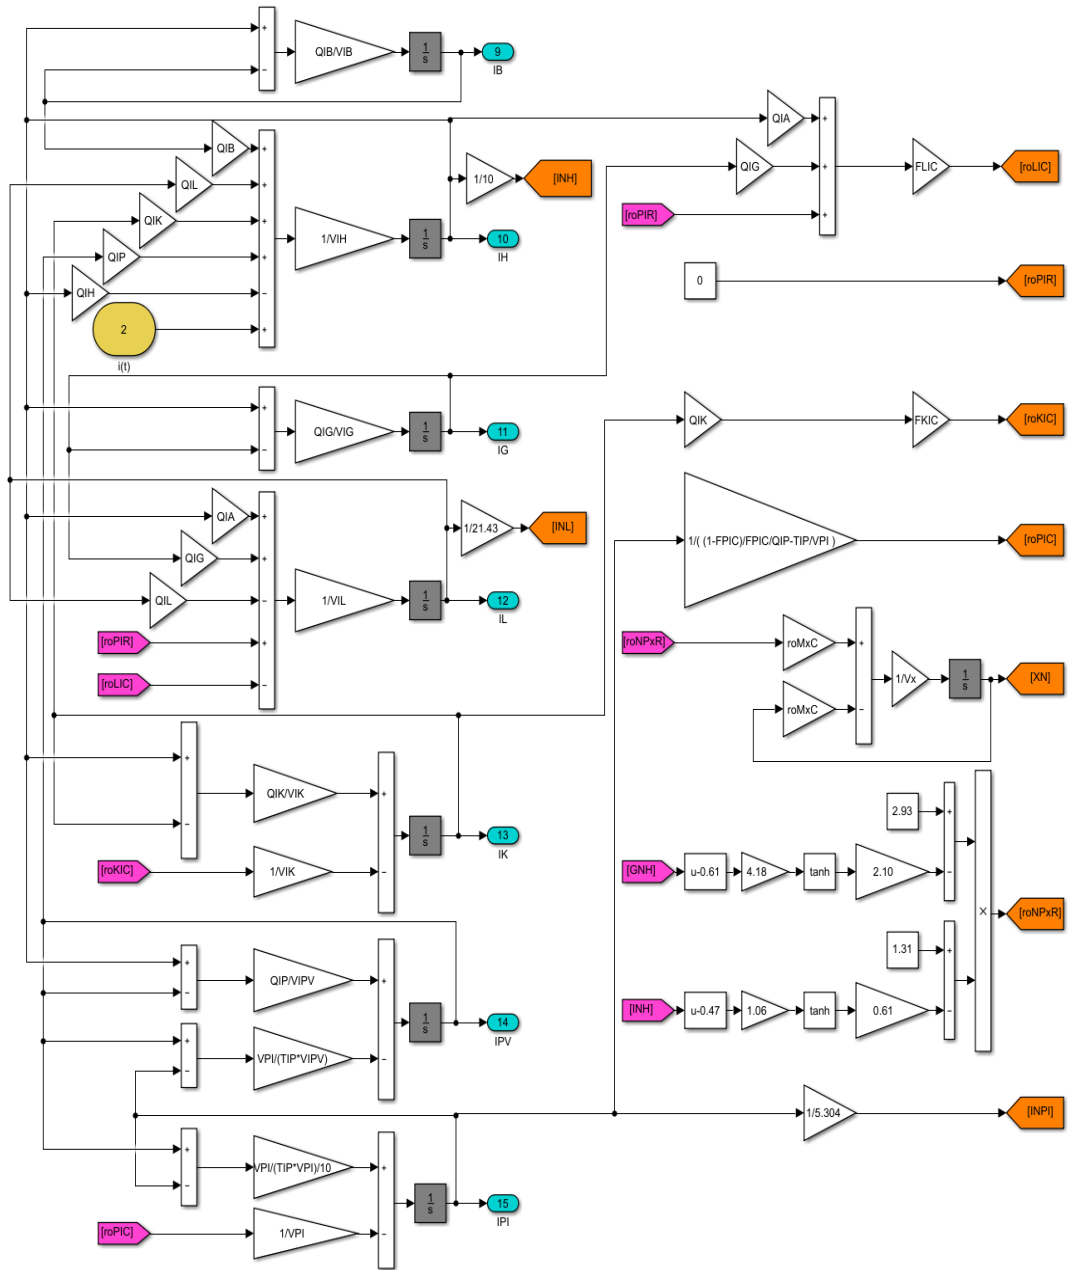 +
−
QIB/VIB
1
s
9
IB
QIB
QIL
QIK
QIP
QIH
2
i(t)
+
+
+
+
−
+
1/VIH
1
s
1/10
[INH]
10
IH
QIA
QIG
[roPIR]
+
+
+
FLIC
[roLIC]
0
[roPIR]
+
−
QIG/VIG
1
s
11
IG
QIK
FKIC
[roKIC]
QIA
QIG
QIL
[roPIR]
[roLIC]
+
+
−
+
−
1/VIL
1
s
1/21.43
[INL]
12
IL
1/( (1-FPIC)/FPIC/QIP-TIP/VPI )
[roPIC]
[roNPxR]
roMxC
roMxC
+
−
1/Vx
1
s
[XN]
+
−
QIK/VIK
[roKIC]
1/VIK
+
−
1
s
13
IK
2.93
[GNH]
u-0.61
4.18
tanh
2.10
+
−
×
[roNPxR]
1.31
[INH]
u-0.47
1.06
tanh
0.61
+
−
+
−
QIP/VIPV
+
−
VPI/(TIP*VIPV)
+
−
1
s
14
IPV
1/5.304
[INPI]
+
−
VPI/(TIP*VPI)/10
[roPIC]
1/VPI
+
−
1
s
15
IPI